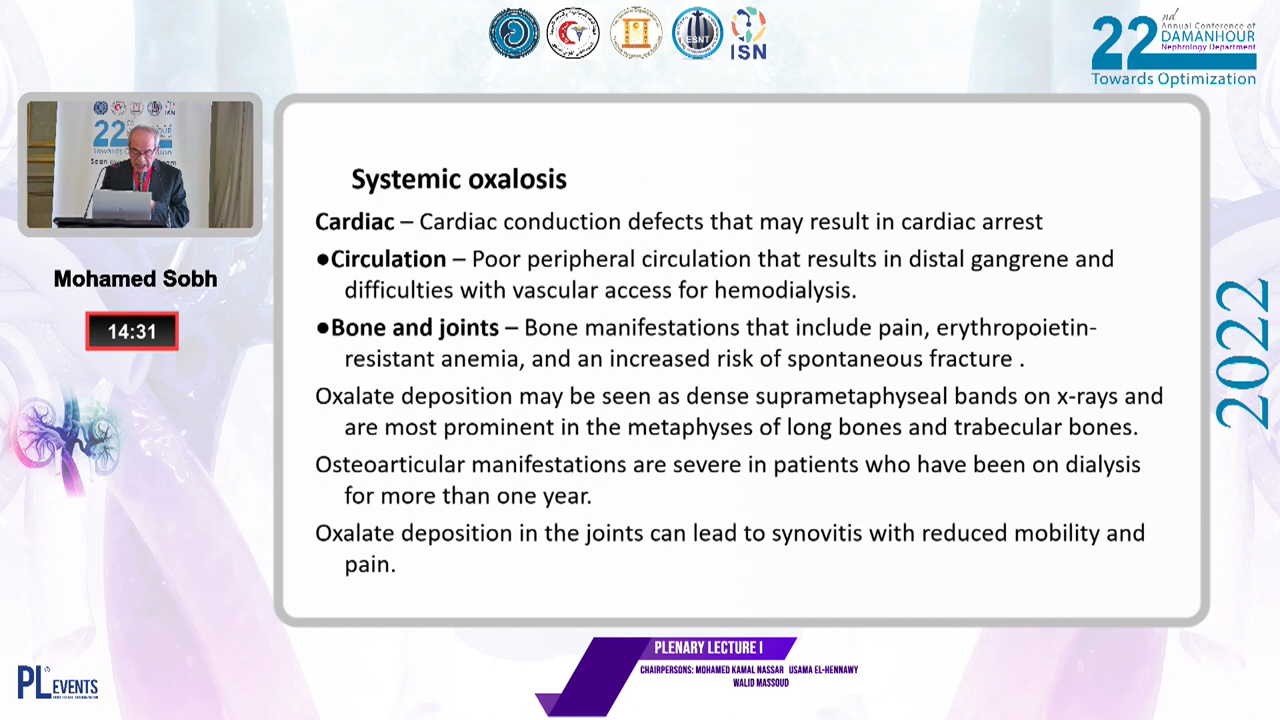 ESNT
ISN
22
nd
Annual Conference of
DAMANHOUR
Nephrology Department
Towards Optimization
22
Mohamed Sobh
14:31
Systemic oxalosis
Cardiac – Cardiac conduction defects that may result in cardiac arrest
●Circulation – Poor peripheral circulation that results in distal gangrene and
difficulties with vascular access for hemodialysis.
●Bone and joints – Bone manifestations that include pain, erythropoietin-
resistant anemia, and an increased risk of spontaneous fracture .
Oxalate deposition may be seen as dense suprametaphyseal bands on x-rays and
are most prominent in the metaphyses of long bones and trabecular bones.
Osteoarticular manifestations are severe in patients who have been on dialysis
for more than one year.
Oxalate deposition in the joints can lead to synovitis with reduced mobility and
pain.
2022
PLENARY LECTURE I
CHAIRPERSONS: MOHAMED KAMAL NASSAR USAMA EL-HENNAWY
WALID MASSOUD
PL EVENTS